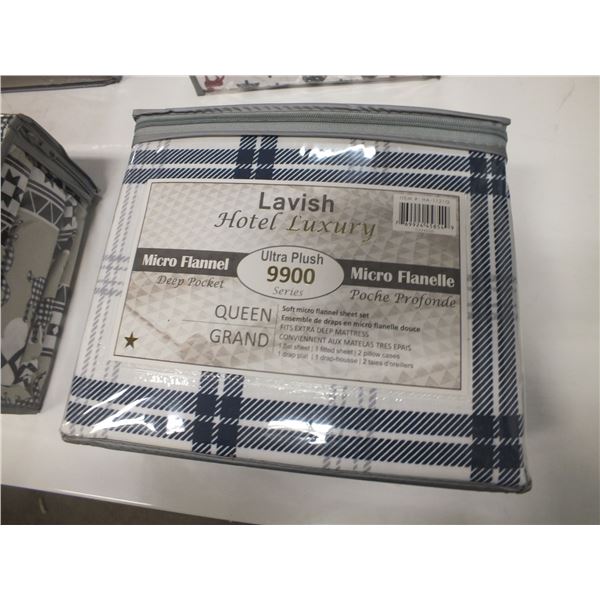 Lavish
Hotel Luxury
Micro Flannel
Deep Pocket
Ultra Plush
9900
Series
Micro Flanelle
Poche Profonde
QUEEN
GRAND
Soft micro flannel sheet set
Ensemble de draps en micro flanelle douce
FITS EXTRA DEEP MATTRESS
CONVIENNENT AUX MATELAS TRES EPAIS
1 flat sheet | 1 fitted sheet | 2 pillow cases
1 drap plat | 1 drap-housse | 2 taies d'oreillers